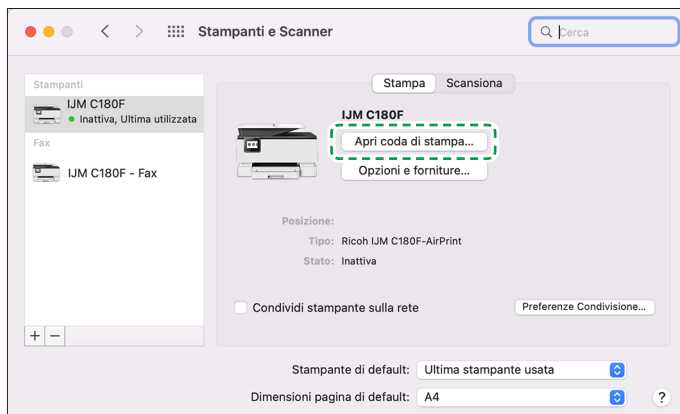 Stampanti e Scanner
Cerca
Stampanti
IJM C180F
Inattiva, Ultima utilizzata
Fax
IJM C180F - Fax
Stampa Scansiona
IJM C180F
Apri coda di stampa...
Opzioni e forniture...
Posizione:
Tipo: Ricoh IJM C180F-AirPrint
Stato: Inattiva
Condividi stampante sulla rete Preferenze Condivisione...
+ −
Stampante di default: Ultima stampante usata
Dimensioni pagina di default: A4 ?